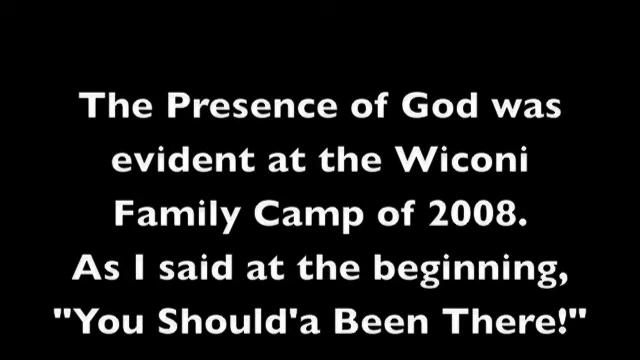 The Presence of God was
evident at the Wiconi
Family Camp of 2008.
As I said at the beginning,
"You Should'a Been There!"